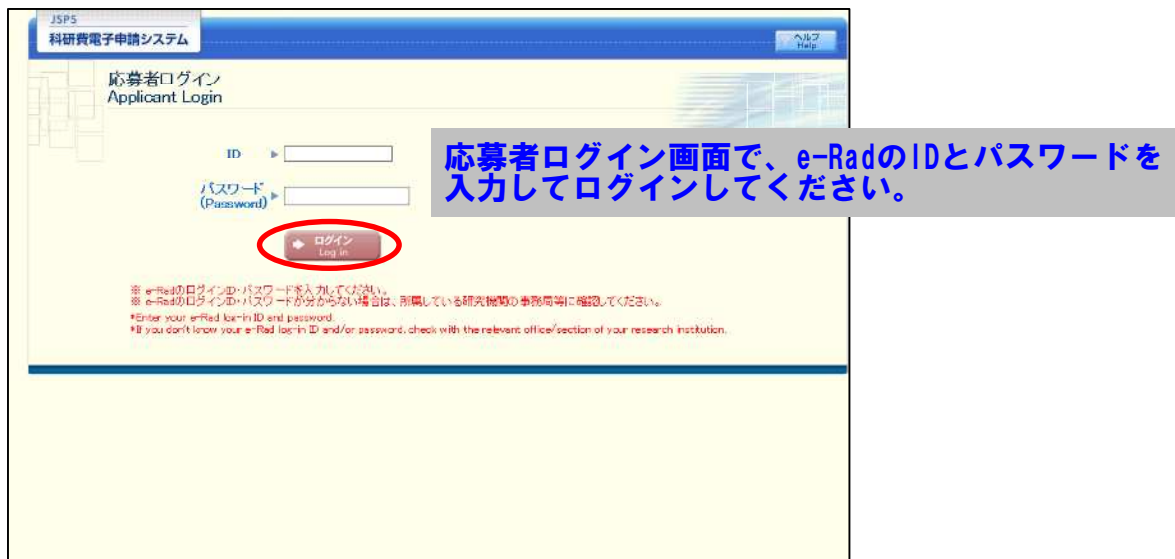 JSPS
科研費電子申請システム
ヘルプ
Help
応募者ログイン
Applicant Login
ID
応募者ログイン画面で、e-RadのIDとパスワードを
入力してログインしてください。
パスワード
(Password)
ログイン
Log in
※ e-RadのログインID・パスワードを入力してください。
※ e-RadのログインID・パスワードが分からない場合は、所属している研究機関の事務局等に確認してください。
*Enter your e-Rad log-in ID and password.
*If you don't know your e-Rad log-in ID and/or password, check with the relevant office/section of your research institution.